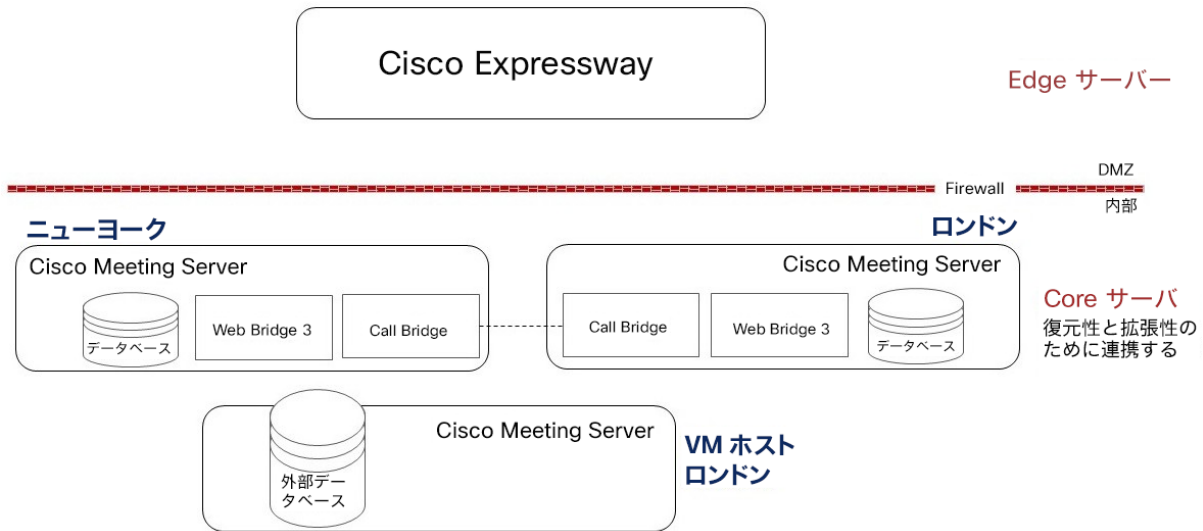 Cisco Expressway
Edge サーバー
DMZ
Firewall
内部
ニューヨーク
ロンドン
Cisco Meeting Server
Cisco Meeting Server
データベース
Web Bridge 3
Call Bridge
Call Bridge
Web Bridge 3
データベース
Core サーバ
復元性と拡張性の
ために連携する
Cisco Meeting Server
外部デー
タベース
VM ホスト
ロンドン